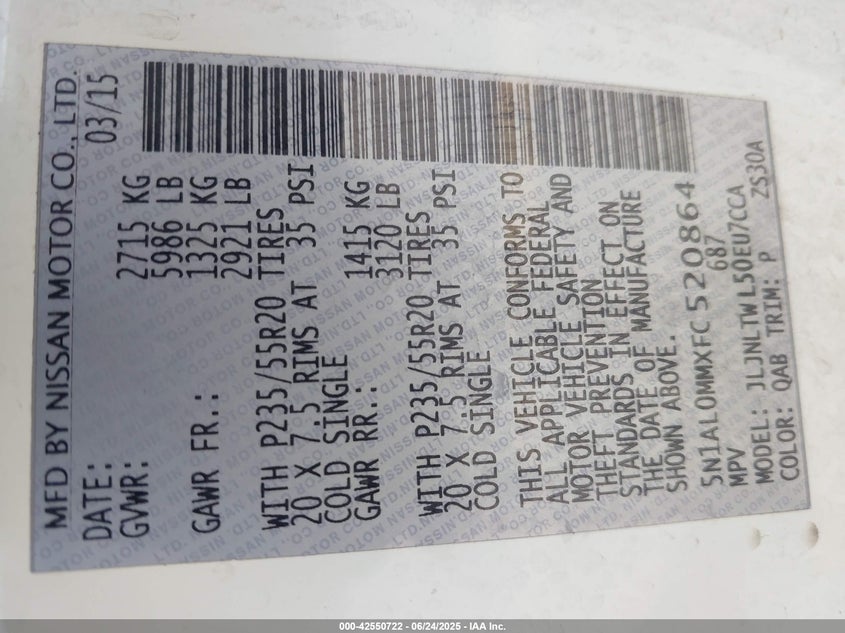 MFD BY NISSAN MOTOR CO., LTD.
DATE: 03/15
GVWR: 2715 KG
5986 LB
GAWR FR.: 1325 KG
2921 LB
WITH P235/55R20 TIRES
20 X 7.5 RIMS AT 35 PSI
COLD SINGLE
GAWR RR.: 1415 KG
3120 LB
WITH P235/55R20 TIRES
20 X 7.5 RIMS AT 35 PSI
COLD SINGLE
THIS VEHICLE CONFORMS TO
ALL APPLICABLE FEDERAL
MOTOR VEHICLE SAFETY AND
THEFT PREVENTION
STANDARDS IN EFFECT ON
THE DATE OF MANUFACTURE
SHOWN ABOVE.
5N1AL0MMXFC520864
MPV 687
MODEL: JLJNLTWL50EU7CCA
COLOR: QAB TRIM: P ZS30A
000-42550722 - 06/24/2025 - IAA Inc.